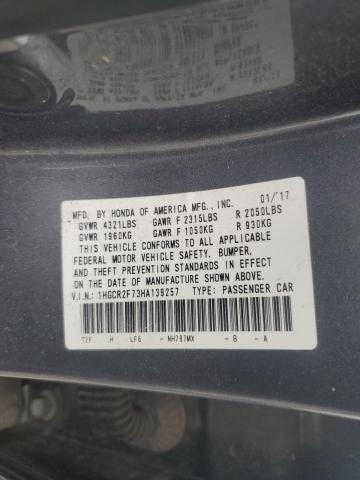 MFD. BY HONDA OF AMERICA MFG., INC. 01/'17
GVWR 4321LBS GAWR F 2315LBS R 2050LBS
GVWR 1960KG GAWR F 1050KG R 930KG
THIS VEHICLE CONFORMS TO ALL APPLICABLE
FEDERAL MOTOR VEHICLE SAFETY, BUMPER,
AND THEFT PREVENTION STANDARDS IN EFFECT
ON THE DATE OF MANUFACTURE SHOWN ABOVE.
V.I.N.: 1HGCR2F73HA139257 TYPE: PASSENGER CAR
T2F H LF6 -NH797MX -B -A